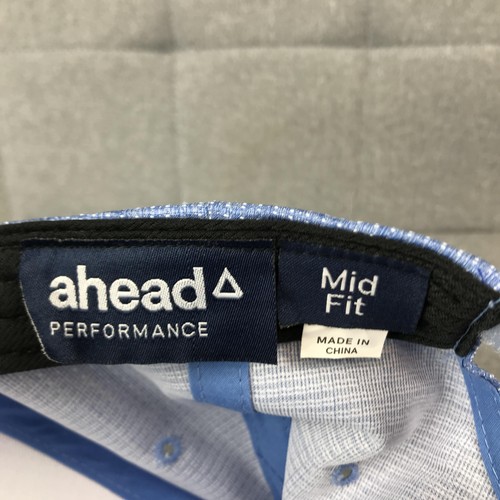 ahead
PERFORMANCE
Mid
Fit
MADE IN
CHINA